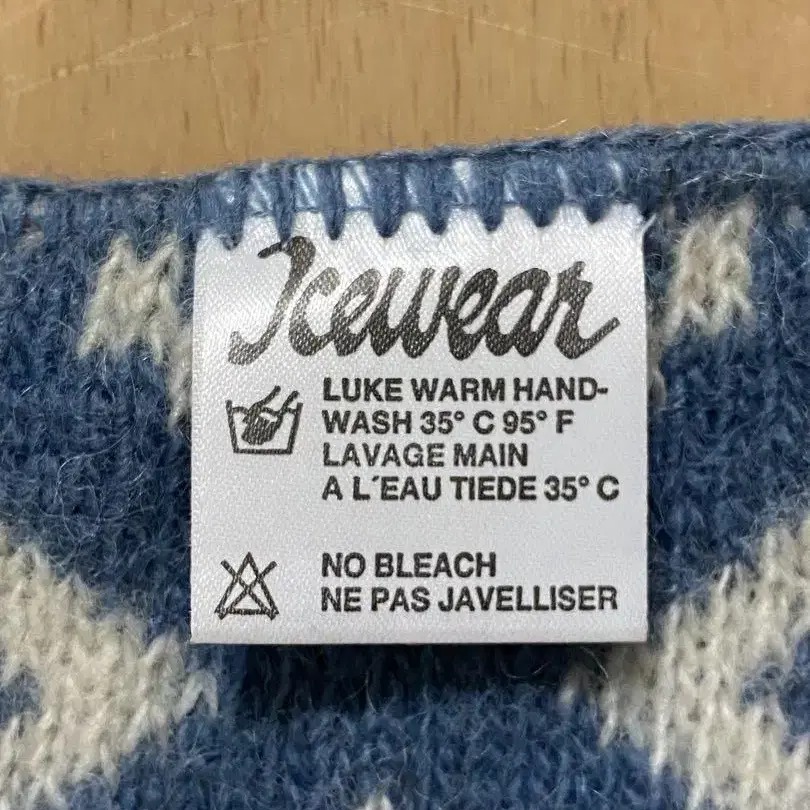 Icewear
LUKE WARM HAND-
WASH 35° C 95° F
LAVAGE MAIN
A L´EAU TIEDE 35° C
NO BLEACH
NE PAS JAVELLISER